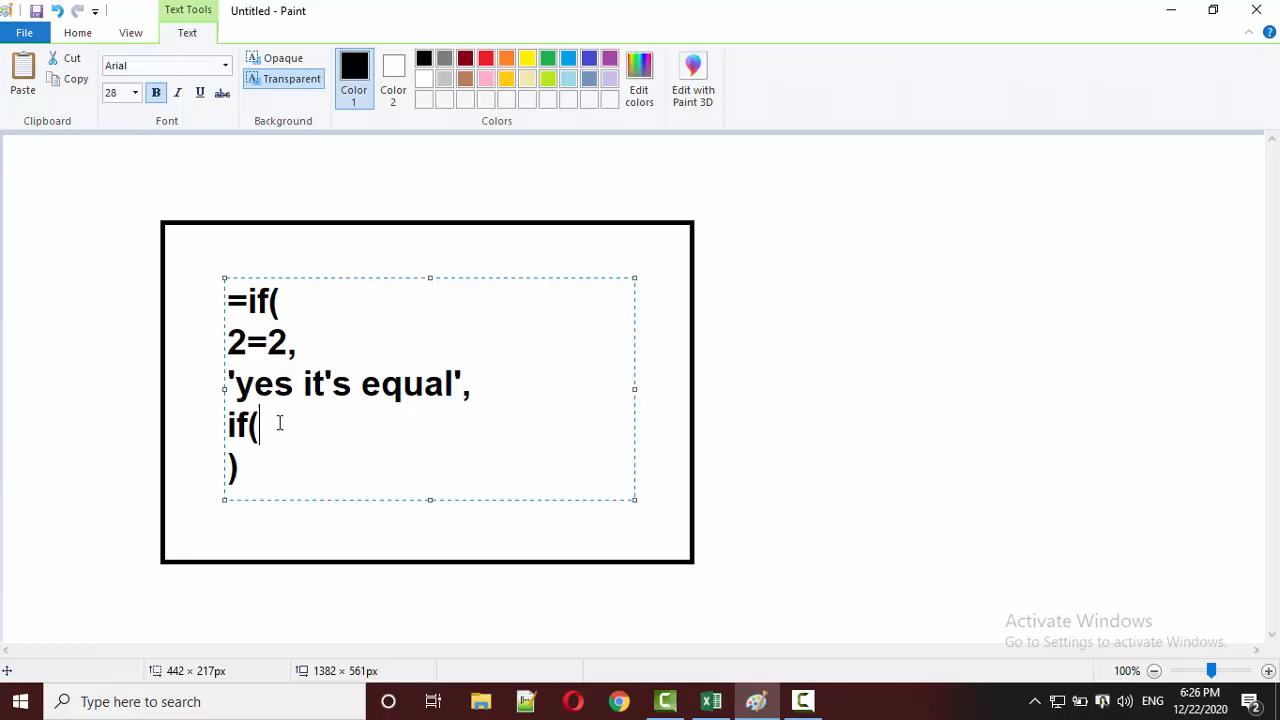 Text Tools
Untitled - Paint
File
Home
View
Text
Paste
Cut
Copy
Clipboard
Arial
28
B
I
U
abc
Font
Opaque
Transparent
Background
Color
1
Color
2
Edit
colors
Colors
Edit with
Paint 3D
=if(
2=2,
'yes it's equal',
if(
)
Activate Windows
Go to Settings to activate Windows.
442 × 217px
1382 × 561px
100%
Type here to search
ENG
6:26 PM
12/22/2020
2